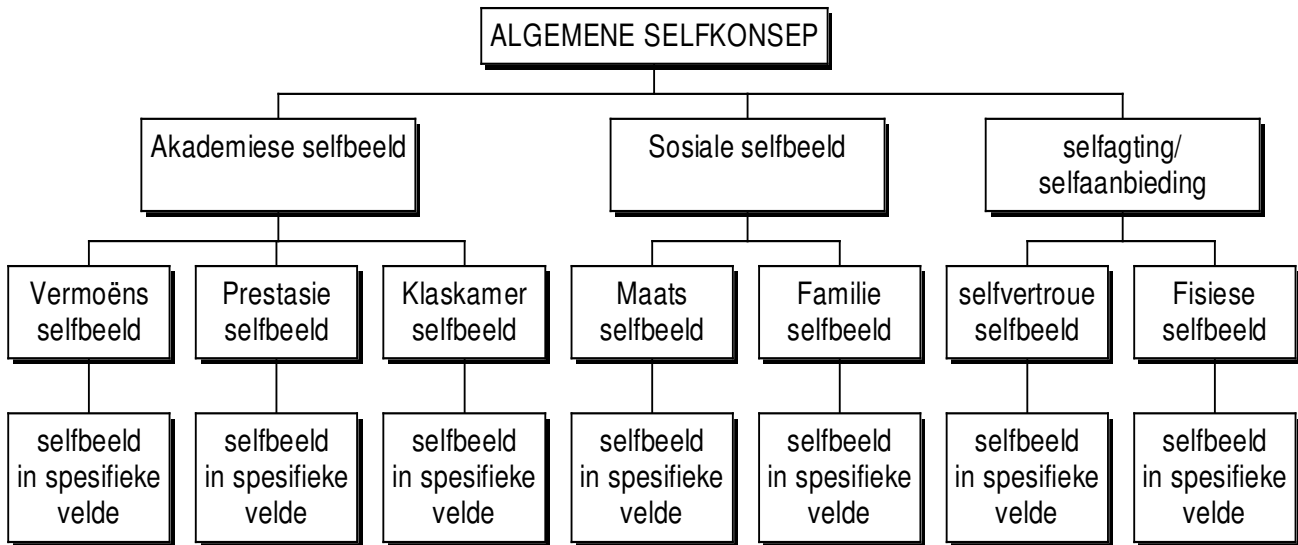 ALGEMENE SELFKONSEP
Akademiese selfbeeld
Sosiale selfbeeld
selfagting/
selfaanbieding
Vermoëns
selfbeeld
Prestasie
selfbeeld
Klaskamer
selfbeeld
Maats
selfbeeld
Familie
selfbeeld
selfvertroue
selfbeeld
Fisiese
selfbeeld
selfbeeld
in spesifieke
velde
selfbeeld
in spesifieke
velde
selfbeeld
in spesifieke
velde
selfbeeld
in spesifieke
velde
selfbeeld
in spesifieke
velde
selfbeeld
in spesifieke
velde
selfbeeld
in spesifieke
velde